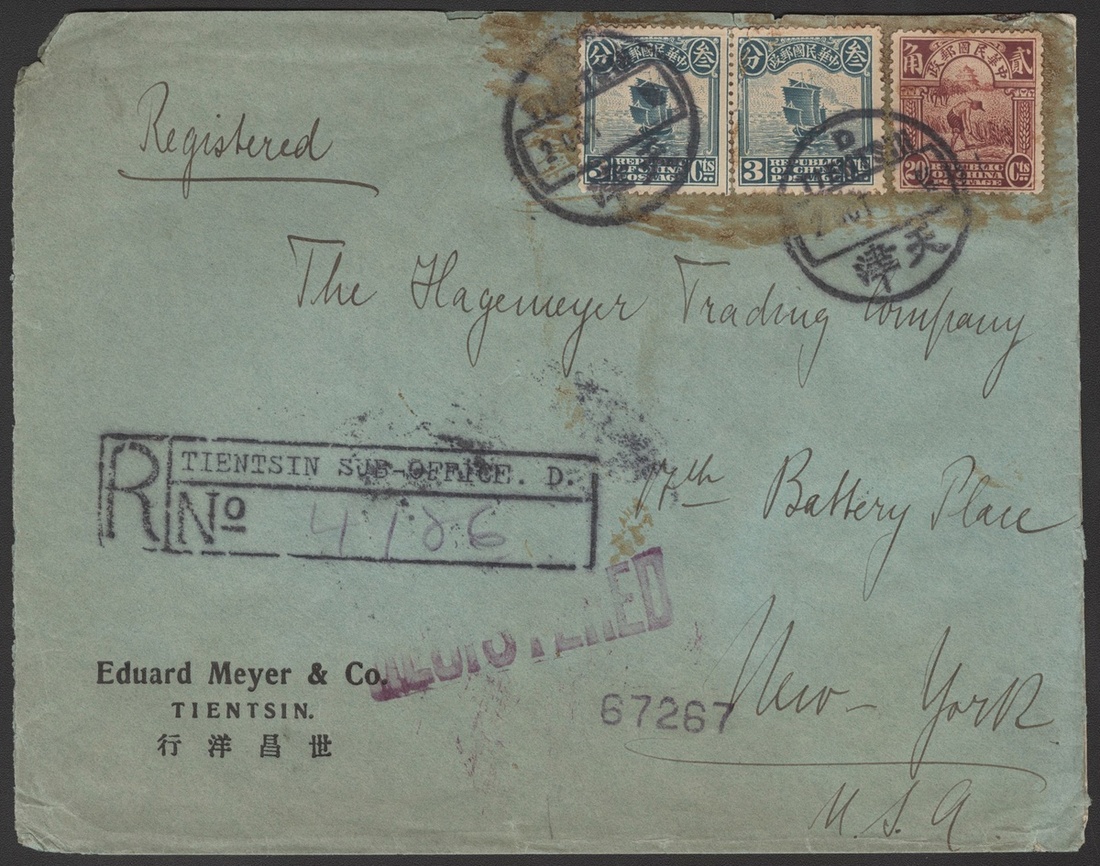 分 中華民國郵政 叁
3 REPUBLIC OF CHINA POSTAGE Cts
分 中華民國郵政 叁
3 REPUBLIC OF CHINA POSTAGE Cts
角 中華民國郵政 貳
20 REPUBLIC OF CHINA POSTAGE Cts
津
天津
Registered
The Hagemeyer Trading Company
R TIENTSIN SUB-OFFICE. D.
No 4186
17th Battery Place
REGISTERED
Eduard Meyer & Co.
TIENTSIN.
行洋昌世
67267
New-York
U.S.A.